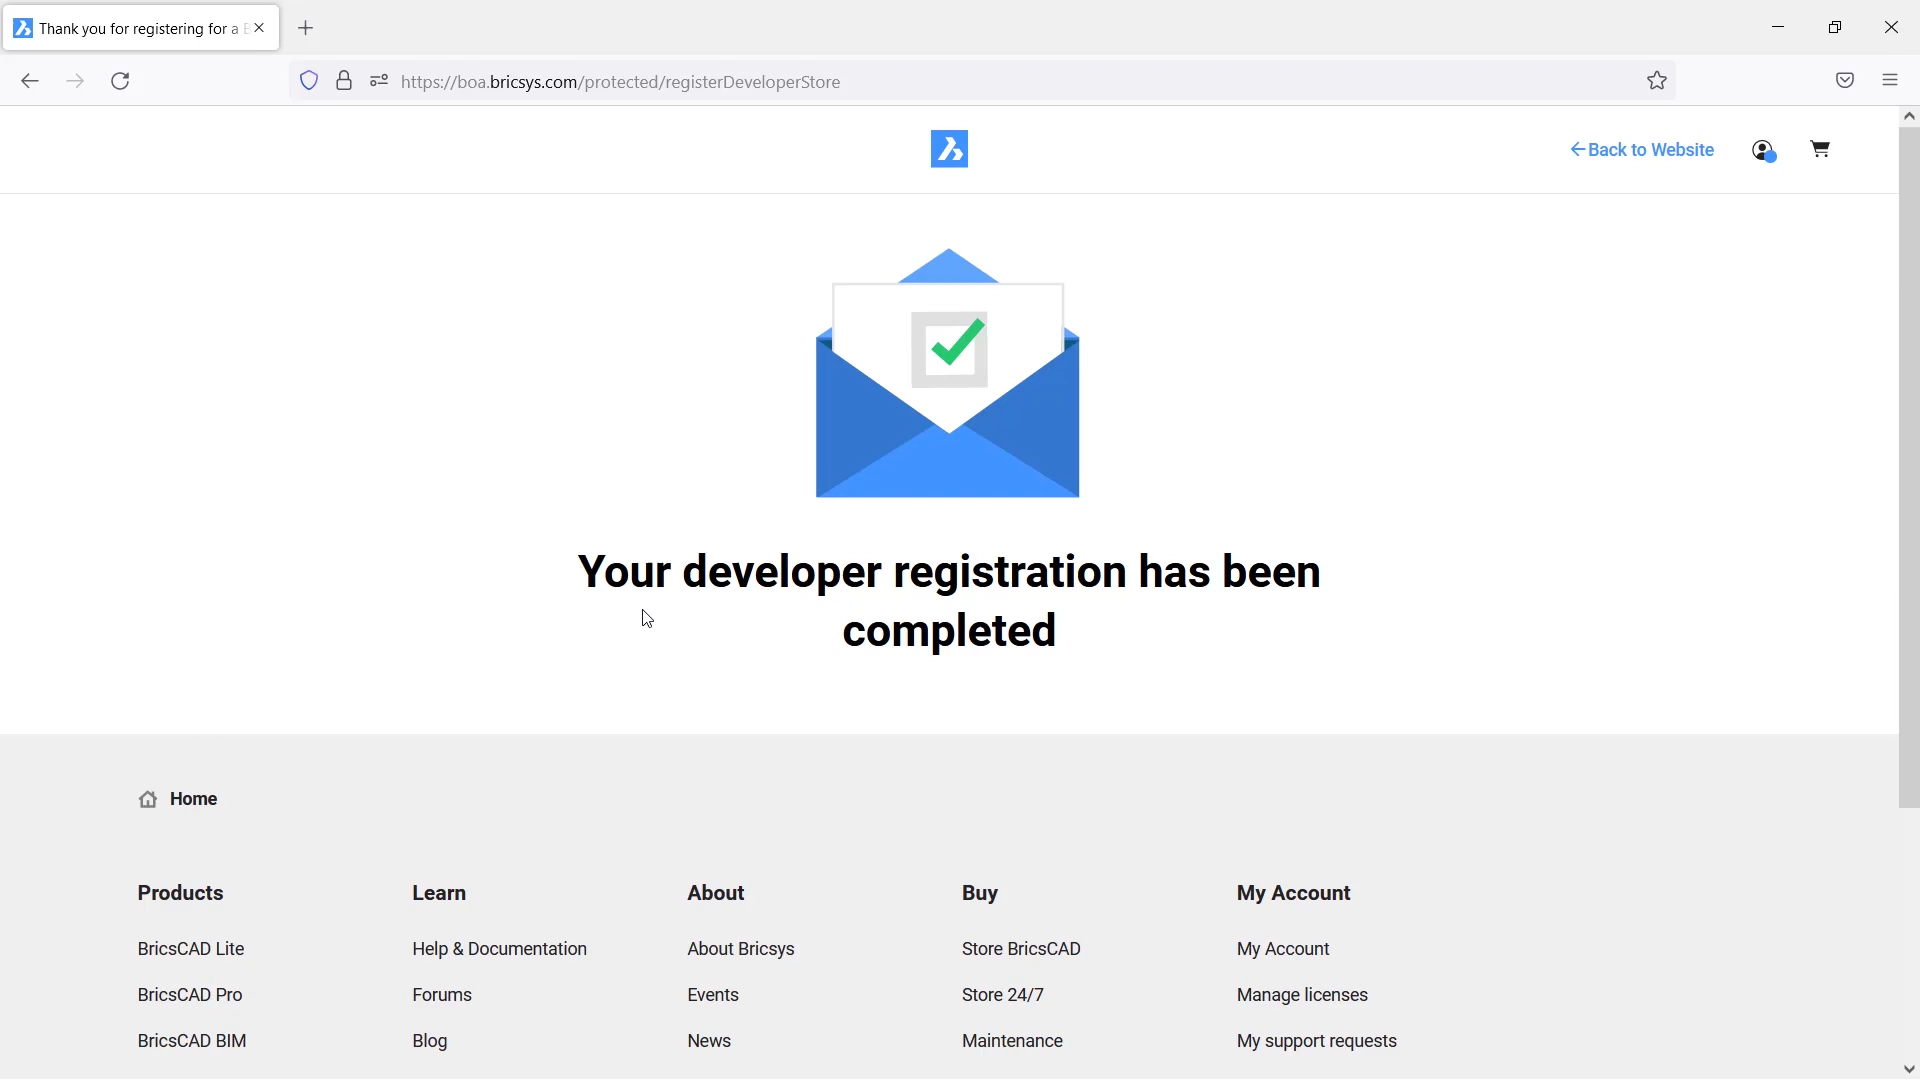 Thank you for registering for a B
https://boa.bricsys.com/protected/registerDeveloperStore
Back to Website
Your developer registration has been
completed
Home
Products
BricsCAD Lite
BricsCAD Pro
BricsCAD BIM
Learn
Help & Documentation
Forums
Blog
About
About Bricsys
Events
News
Buy
Store BricsCAD
Store 24/7
Maintenance
My Account
My Account
Manage licenses
My support requests